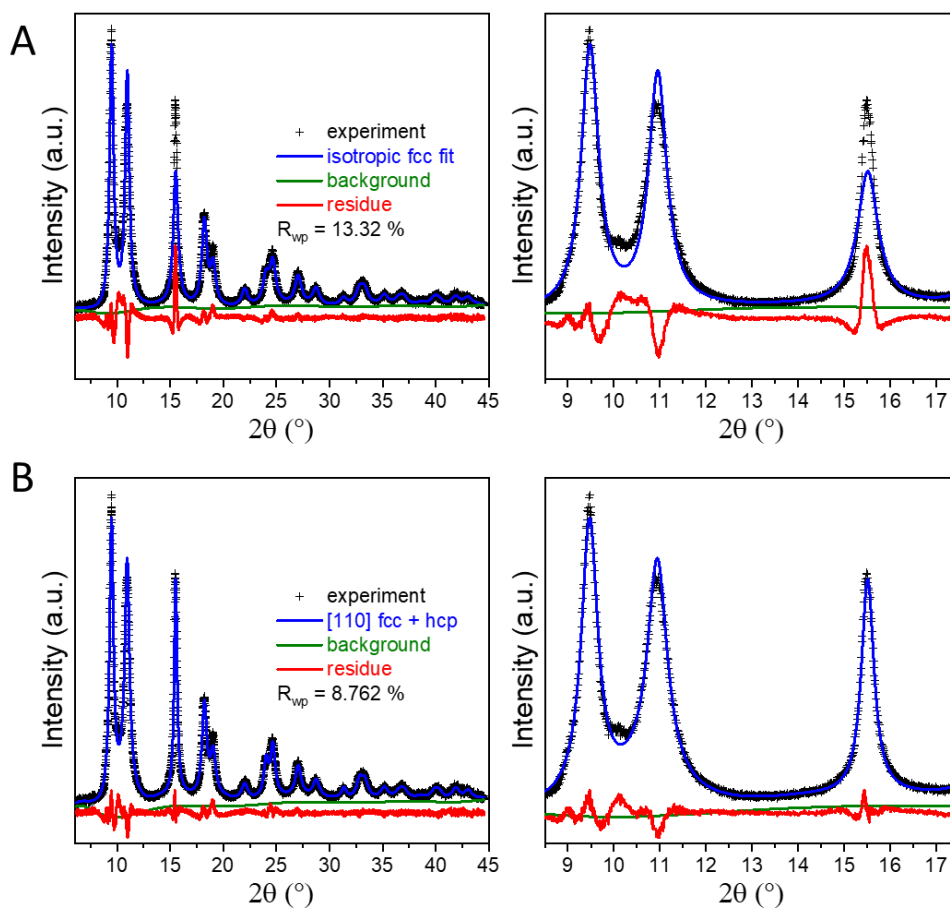 A
Intensity (a.u.)
experiment
isotropic fcc fit
background
residue
Rwp = 13.32 %
10 15 20 25 30 35 40 45
2θ (°)
Intensity (a.u.)
9 10 11 12 13 14 15 16 17
2θ (°)
B
Intensity (a.u.)
experiment
[110] fcc + hcp
background
residue
Rwp = 8.762 %
10 15 20 25 30 35 40 45
2θ (°)
Intensity (a.u.)
9 10 11 12 13 14 15 16 17
2θ (°)